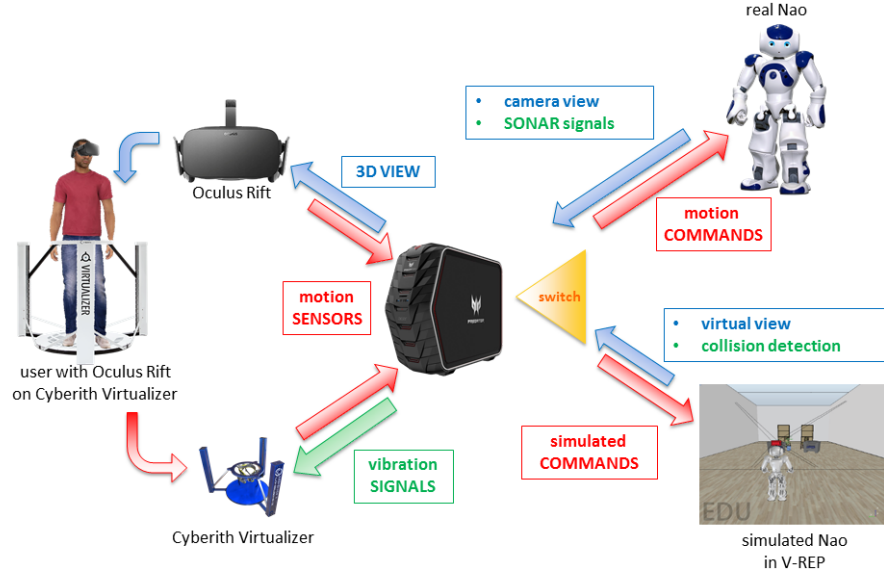 real Nao
• camera view
• SONAR signals
Oculus Rift
3D VIEW
motion
COMMANDS
VIRTUALIZER
motion
SENSORS
PREDATOR
switch
• virtual view
• collision detection
user with Oculus Rift
on Cyberith Virtualizer
simulated
COMMANDS
vibration
SIGNALS
EDU
Cyberith Virtualizer
simulated Nao
in V-REP